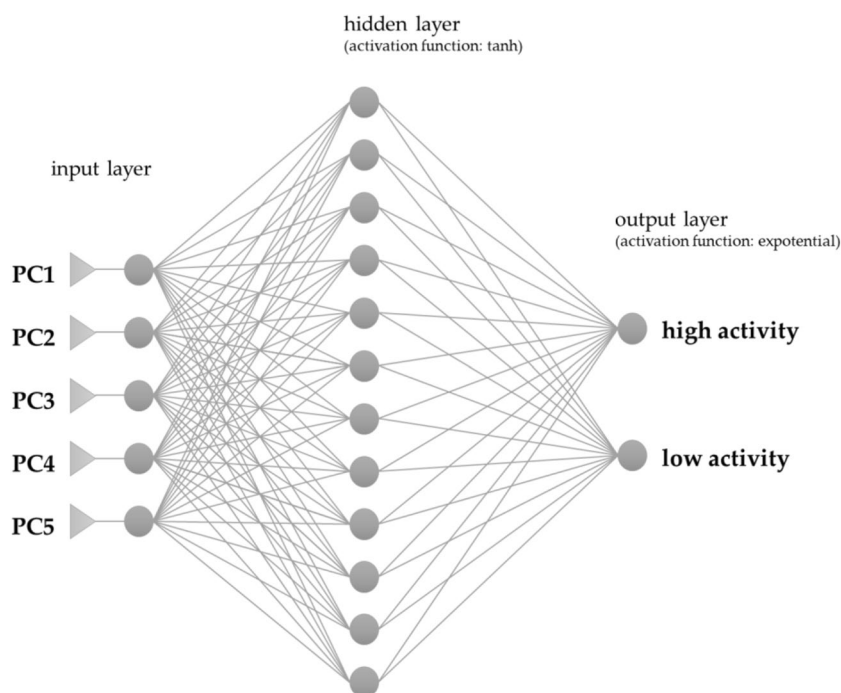 hidden layer
(activation function: tanh)
input layer
output layer
(activation function: expotential)
PC1
PC2
PC3
PC4
PC5
high activity
low activity